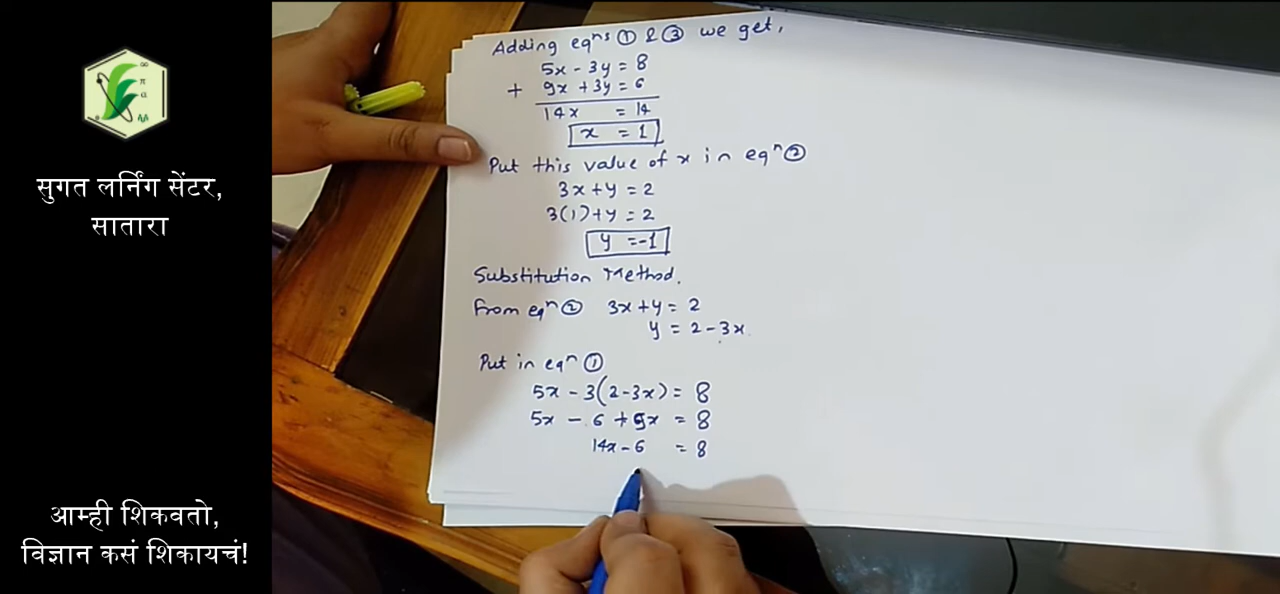 सुगत लर्निंग सेंटर,
सातारा
आम्ही शिकवतो,
विज्ञान कसं शिकायचं!
Adding eqⁿs ① & ③ we get,
5x - 3y = 8
+ 9x + 3y = 6
14x = 14
x = 1
Put this value of x in eqⁿ ②
3x + y = 2
3(1) + y = 2
y = -1
Substitution Method.
From eqⁿ ② 3x + y = 2
y = 2 - 3x
Put in eqⁿ ①
5x - 3(2 - 3x) = 8
5x - 6 + 9x = 8
14x - 6 = 8